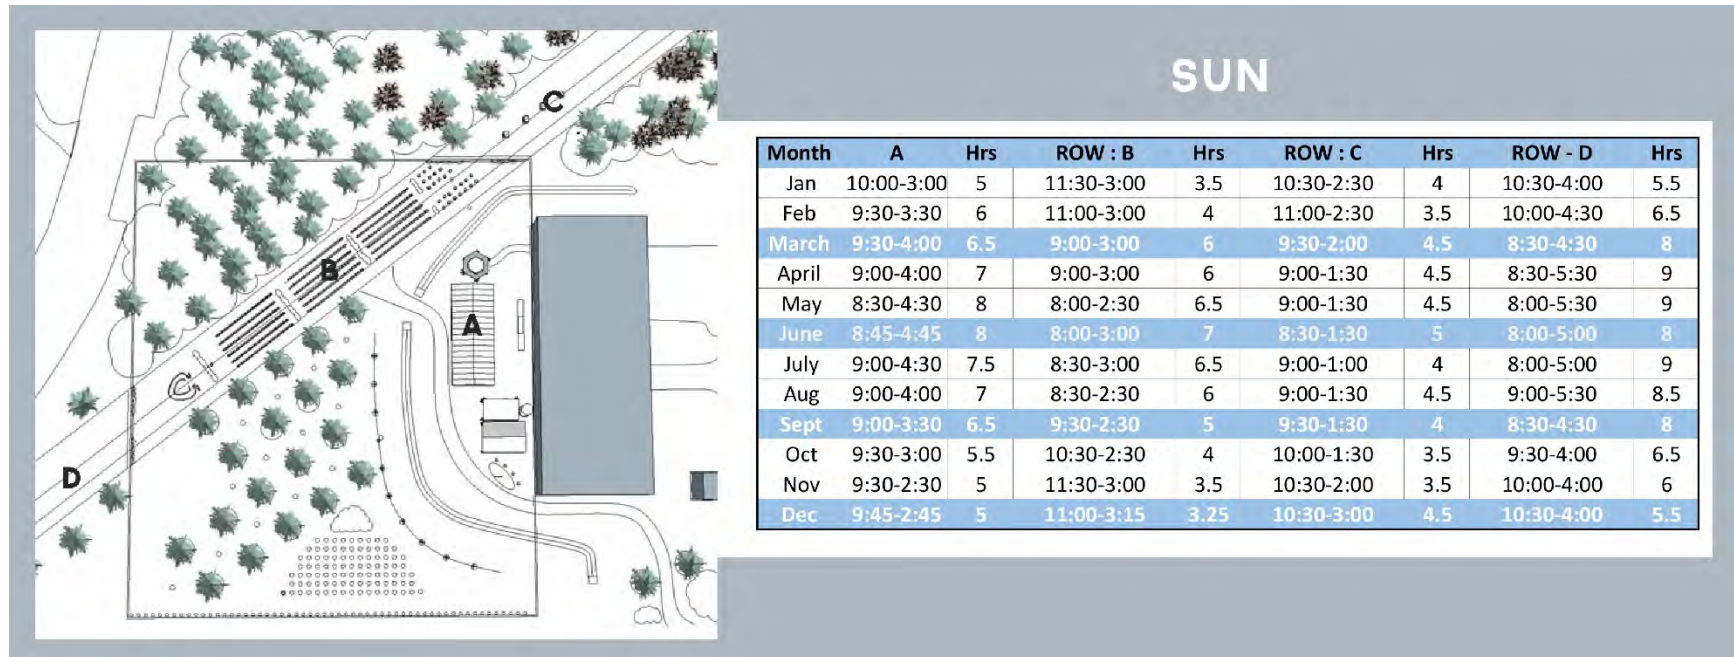 C
B
A
D
SUN
Month A Hrs ROW : B Hrs ROW : C Hrs ROW - D Hrs
Jan 10:00-3:00 5 11:30-3:00 3.5 10:30-2:30 4 10:30-4:00 5.5
Feb 9:30-3:30 6 11:00-3:00 4 11:00-2:30 3.5 10:00-4:30 6.5
March 9:30-4:00 6.5 9:00-3:00 6 9:30-2:00 4.5 8:30-4:30 8
April 9:00-4:00 7 9:00-3:00 6 9:00-1:30 4.5 8:30-5:30 9
May 8:30-4:30 8 8:00-2:30 6.5 9:00-1:30 4.5 8:00-5:30 9
June 8:45-4:45 8 8:00-3:00 7 8:30-1:30 5 8:00-5:00 8
July 9:00-4:30 7.5 8:30-3:00 6.5 9:00-1:00 4 8:00-5:00 9
Aug 9:00-4:00 7 8:30-2:30 6 9:00-1:30 4.5 9:00-5:30 8.5
Sept 9:00-3:30 6.5 9:30-2:30 5 9:30-1:30 4 8:30-4:30 8
Oct 9:30-3:00 5.5 10:30-2:30 4 10:00-1:30 3.5 9:30-4:00 6.5
Nov 9:30-2:30 5 11:30-3:00 3.5 10:30-2:00 3.5 10:00-4:00 6
Dec 9:45-2:45 5 11:00-3:15 3.25 10:30-3:00 4.5 10:30-4:00 5.5